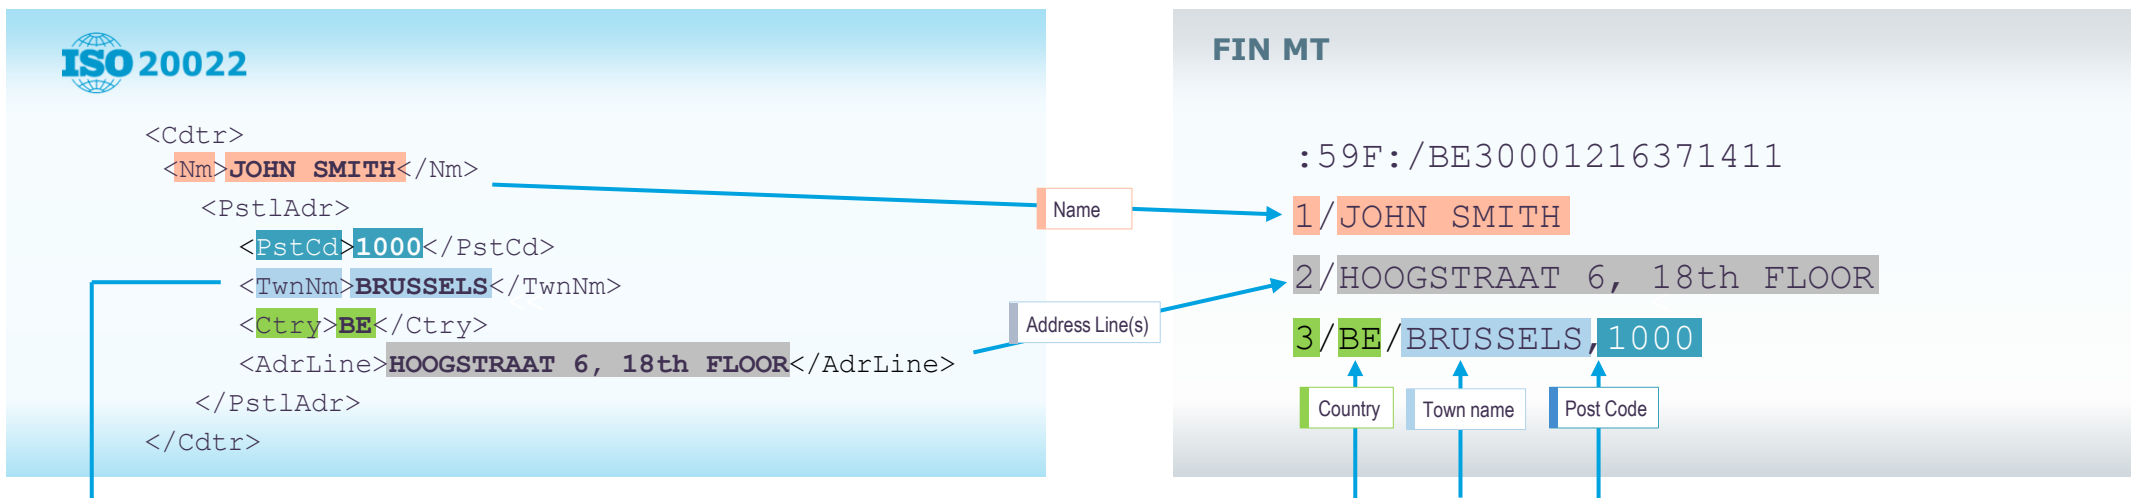 ISO 20022
<Cdtr>
<Nm>JOHN SMITH</Nm>
<PstlAdr>
<PstCd>1000</PstCd>
<TwnNm>BRUSSELS</TwnNm>
<Ctry>BE</Ctry>
<AdrLine>HOOGSTRAAT 6, 18th FLOOR</AdrLine>
</PstlAdr>
</Cdtr>
Name
Address Line(s)
FIN MT
:59F:/BE30001216371411
1/JOHN SMITH
2/HOOGSTRAAT 6, 18th FLOOR
3/BE/BRUSSELS,1000
Country
Town name
Post Code